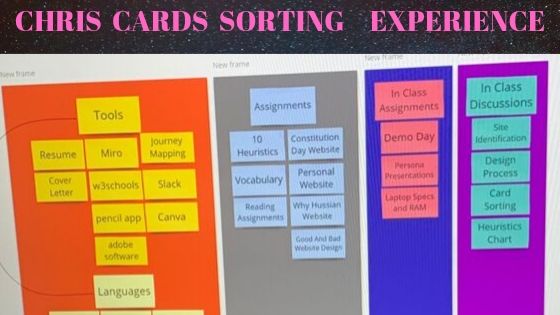 CHRIS CARDS SORTING EXPERIENCE
New frame
New frame
New frame
Tools
Resume
Miro
Journey
Mapping
Cover
Letter
w3schools
Slack
pencil app
Canva
adobe
software
Languages
Assignments
10
Heuristics
Constitution
Day Website
Vocabulary
Personal
Website
Reading
Assignments
Why Hussian
Website
Good And Bad
Website Design
In Class
Assignments
Demo Day
Persona
Presentations
Laptop Specs
and RAM
In Class
Discussions
Site
Identification
Design
Process
Card
Sorting
Heuristics
Chart